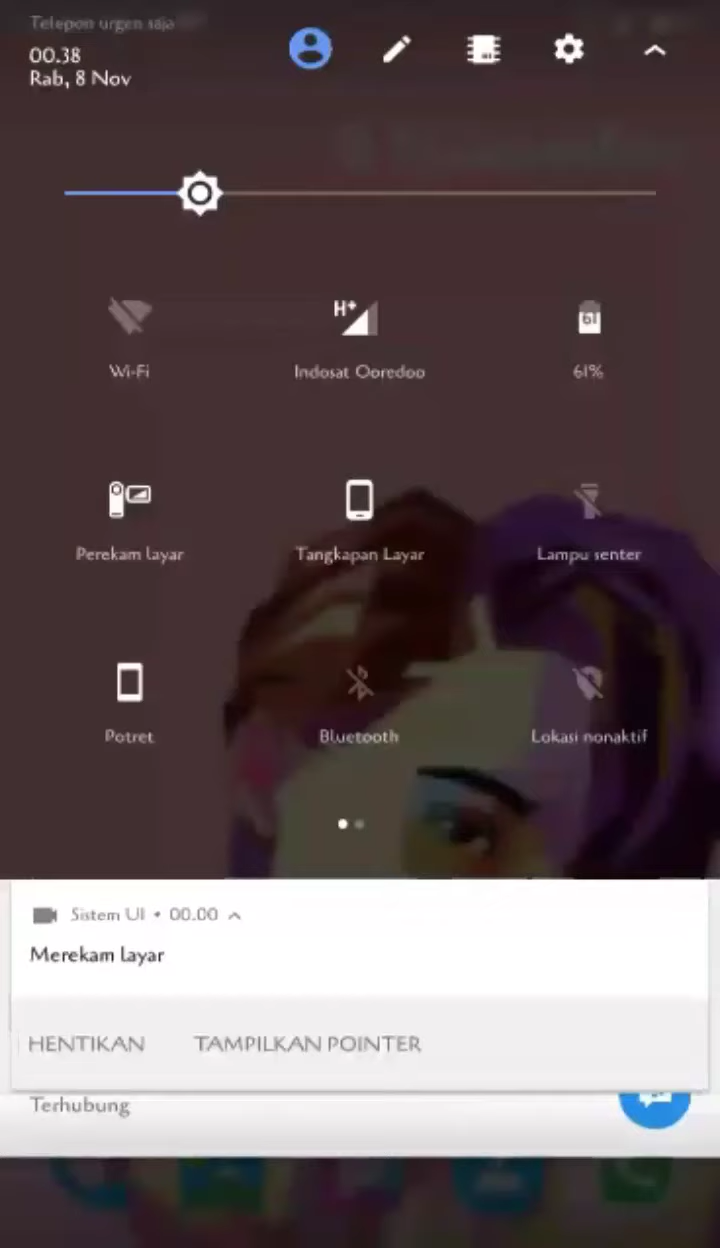 Telepon urgen saja
00.38
Rab, 8 Nov
Wi-Fi
H+
Indosat Ooredoo
61
61%
Perekam layar
Tangkapan Layar
Lampu senter
Potret
Bluetooth
Lokasi nonaktif
Sistem UI • 00.00
Merekam layar
HENTIKAN TAMPILKAN POINTER
Terhubung